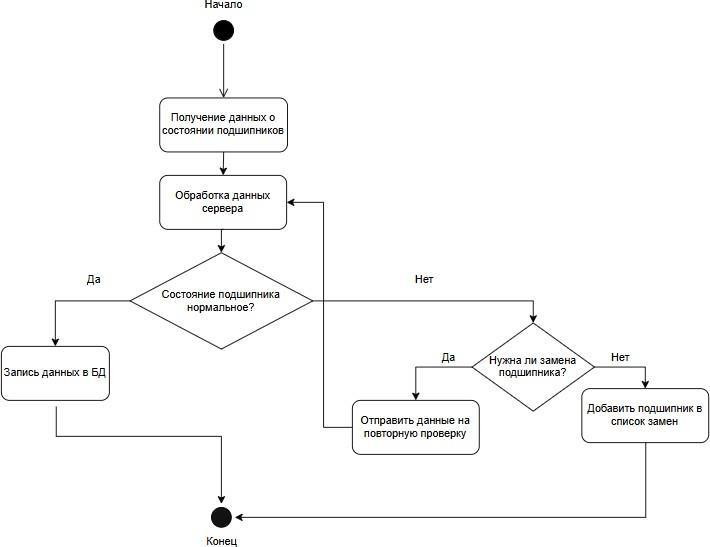 Начало
Получение данных о
состоянии подшипников
Обработка данных
сервера
Да
Состояние подшипника
нормальное?
Нет
Запись данных в БД
Да
Нужна ли замена
подшипника?
Нет
Отправить данные на
повторную проверку
Добавить подшипник в
список замен
Конец